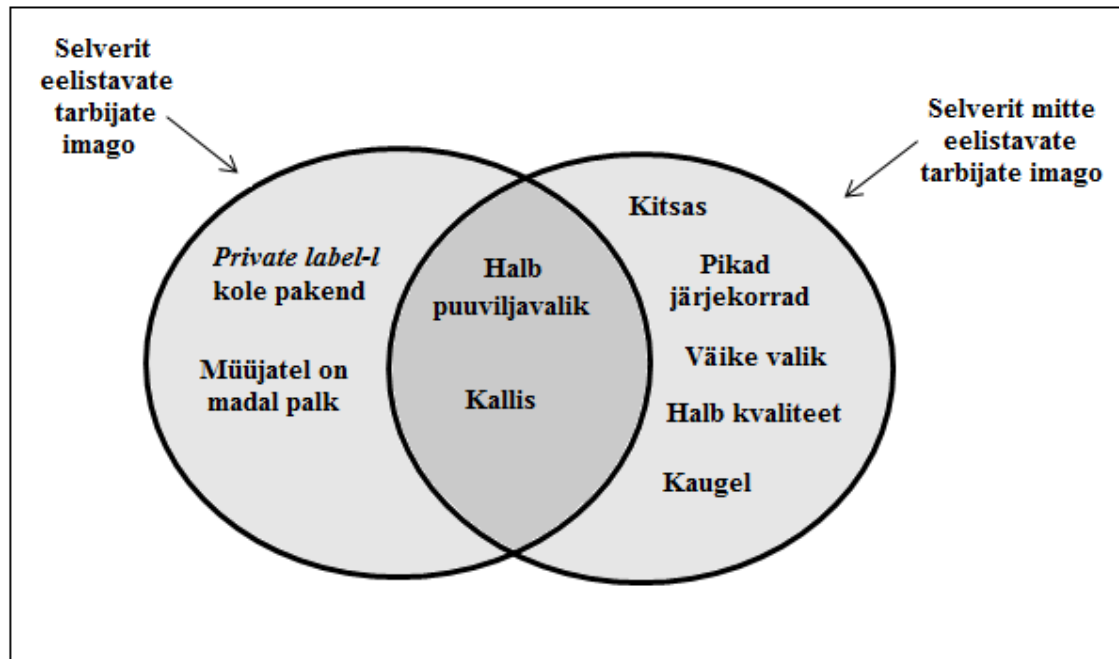 Selverit
eelistavate
tarbijate
imago
Selverit mitte
eelistavate
tarbijate imago
Private label-l
kole pakend
Müüjatel on
madal palk
Halb
puuviljavalik
Kallis
Kitsas
Pikad
järjekorrad
Väike valik
Halb kvaliteet
Kaugel